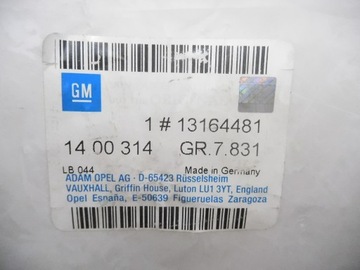 GM
1 # 13164481
14 00 314 GR.7.831
LB 044 Made in Germany
ADAM OPEL AG · D-65423 Rüsselsheim
VAUXHALL, Griffin House, Luton LU1 3YT, England
Opel España, E-50639 Figueruelas Zaragoza